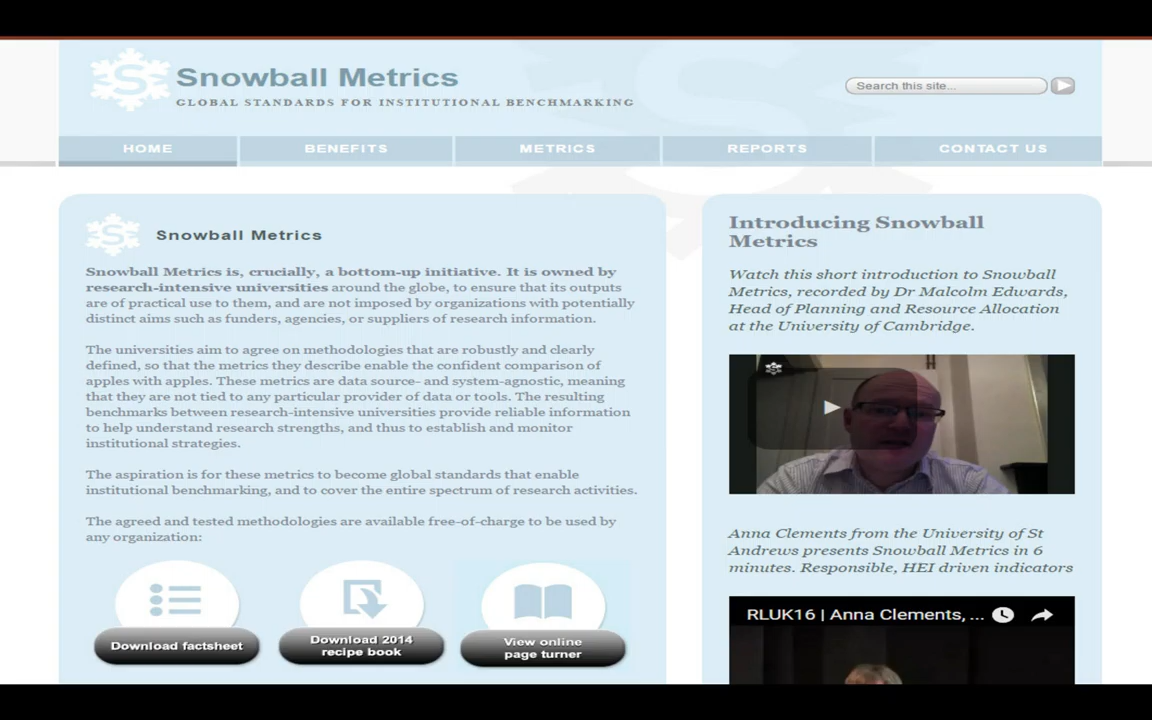 Snowball Metrics
GLOBAL STANDARDS FOR INSTITUTIONAL BENCHMARKING
Search this site...
HOME
BENEFITS
METRICS
REPORTS
CONTACT US
Snowball Metrics
Snowball Metrics is, crucially, a bottom-up initiative. It is owned by
research-intensive universities around the globe, to ensure that its outputs
are of practical use to them, and are not imposed by organizations with potentially
distinct aims such as funders, agencies, or suppliers of research information.
The universities aim to agree on methodologies that are robustly and clearly
defined, so that the metrics they describe enable the confident comparison of
apples with apples. These metrics are data source- and system-agnostic, meaning
that they are not tied to any particular provider of data or tools. The resulting
benchmarks between research-intensive universities provide reliable information
to help understand research strengths, and thus to establish and monitor
institutional strategies.
The aspiration is for these metrics to become global standards that enable
institutional benchmarking, and to cover the entire spectrum of research activities.
The agreed and tested methodologies are available free-of-charge to be used by
any organization:
Download factsheet
Download 2014
recipe book
View online
page turner
Introducing Snowball
Metrics
Watch this short introduction to Snowball
Metrics, recorded by Dr Malcolm Edwards,
Head of Planning and Resource Allocation
at the University of Cambridge.
Anna Clements from the University of St
Andrews presents Snowball Metrics in 6
minutes. Responsible, HEI driven indicators
RLUK16 | Anna Clements, ...